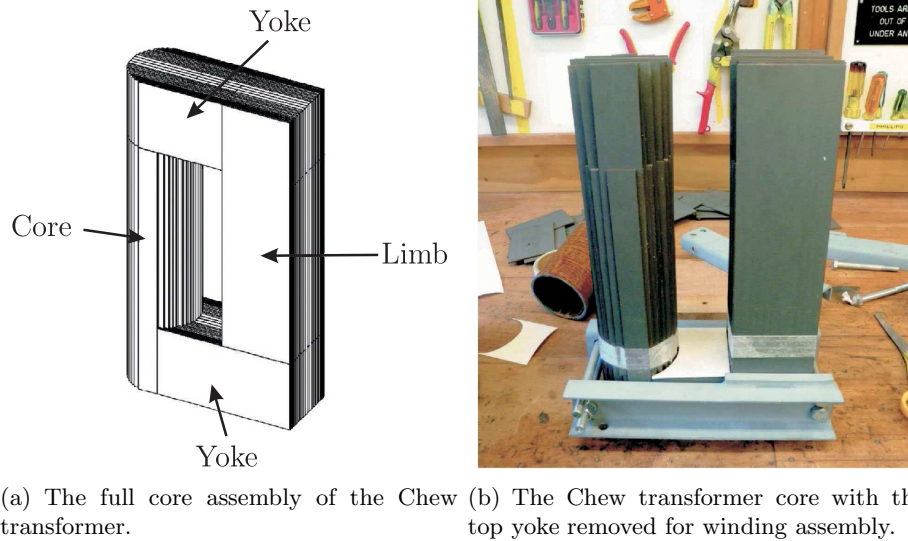 Yoke
Core
Limb
Yoke
TOOLS AR
OUT OF
UNDER AN
PHILLIPS
(a) The full core assembly of the Chew
transformer.
(b) The Chew transformer core with th
top yoke removed for winding assembly.